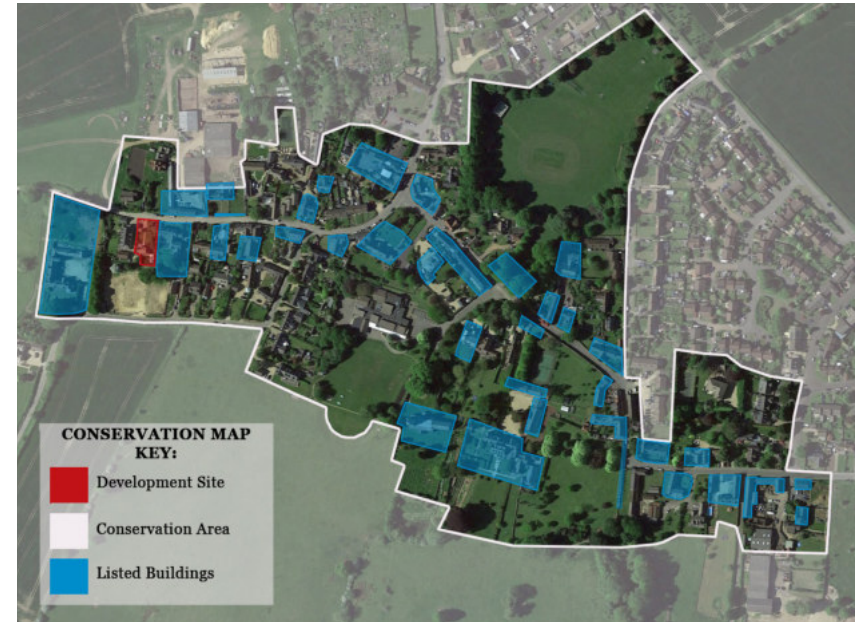 CONSERVATION MAP
KEY:
Development Site
Conservation Area
Listed Buildings